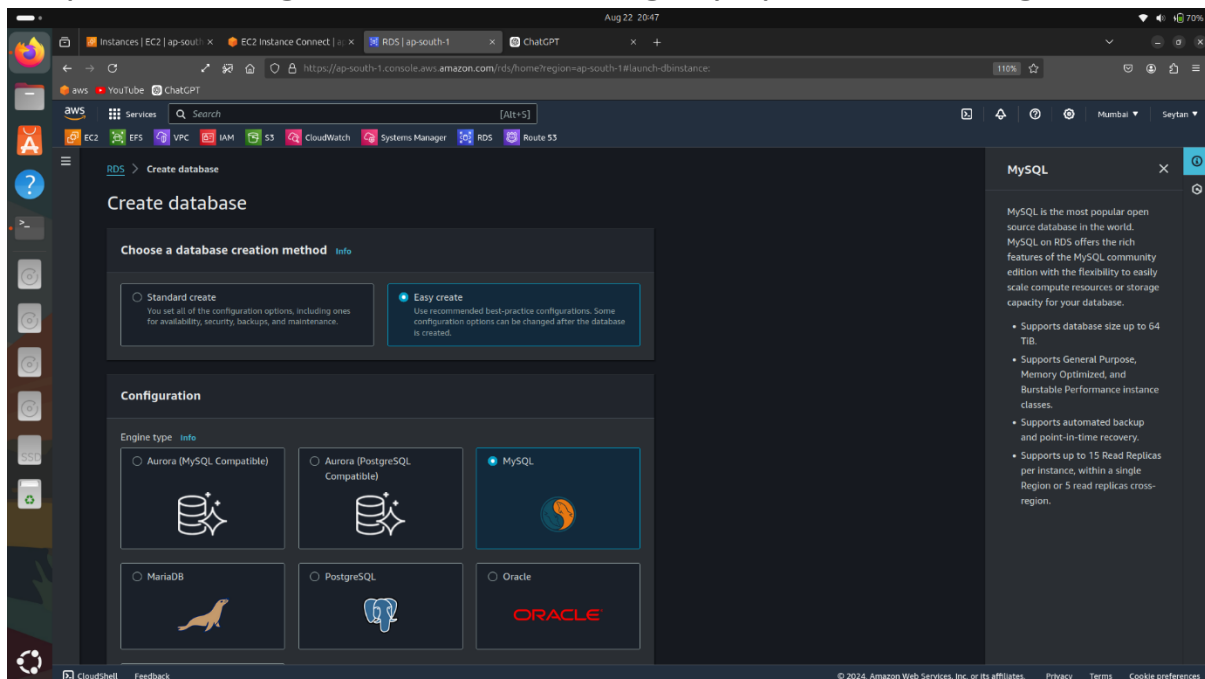 Aug 22 20:47
70%
Instances | EC2 | ap-south
EC2 Instance Connect | ap
RDS | ap-south-1
ChatGPT
https://ap-south-1.console.aws.amazon.com/rds/home?region=ap-south-1#launch-dbinstance:
110%
aws YouTube ChatGPT
aws Services Search [Alt+S] Mumbai Seytan
EC2 EFS VPC IAM S3 CloudWatch Systems Manager RDS Route 53
RDS > Create database
Create database
Choose a database creation method Info
Standard create
You set all of the configuration options, including ones
for availability, security, backups, and maintenance.
Easy create
Use recommended best-practice configurations. Some
configuration options can be changed after the database
is created.
Configuration
Engine type Info
Aurora (MySQL Compatible)
Aurora (PostgreSQL
Compatible)
MySQL
MariaDB
PostgreSQL
Oracle
ORACLE
MySQL
MySQL is the most popular open
source database in the world.
MySQL on RDS offers the rich
features of the MySQL community
edition with the flexibility to easily
scale compute resources or storage
capacity for your database.
• Supports database size up to 64
TiB.
• Supports General Purpose,
Memory Optimized, and
Burstable Performance instance
classes.
• Supports automated backup
and point-in-time recovery.
• Supports up to 15 Read Replicas
per instance, within a single
Region or 5 read replicas cross-
region.
SSD
CloudShell Feedback © 2024, Amazon Web Services, Inc. or its affiliates. Privacy Terms Cookie preferences